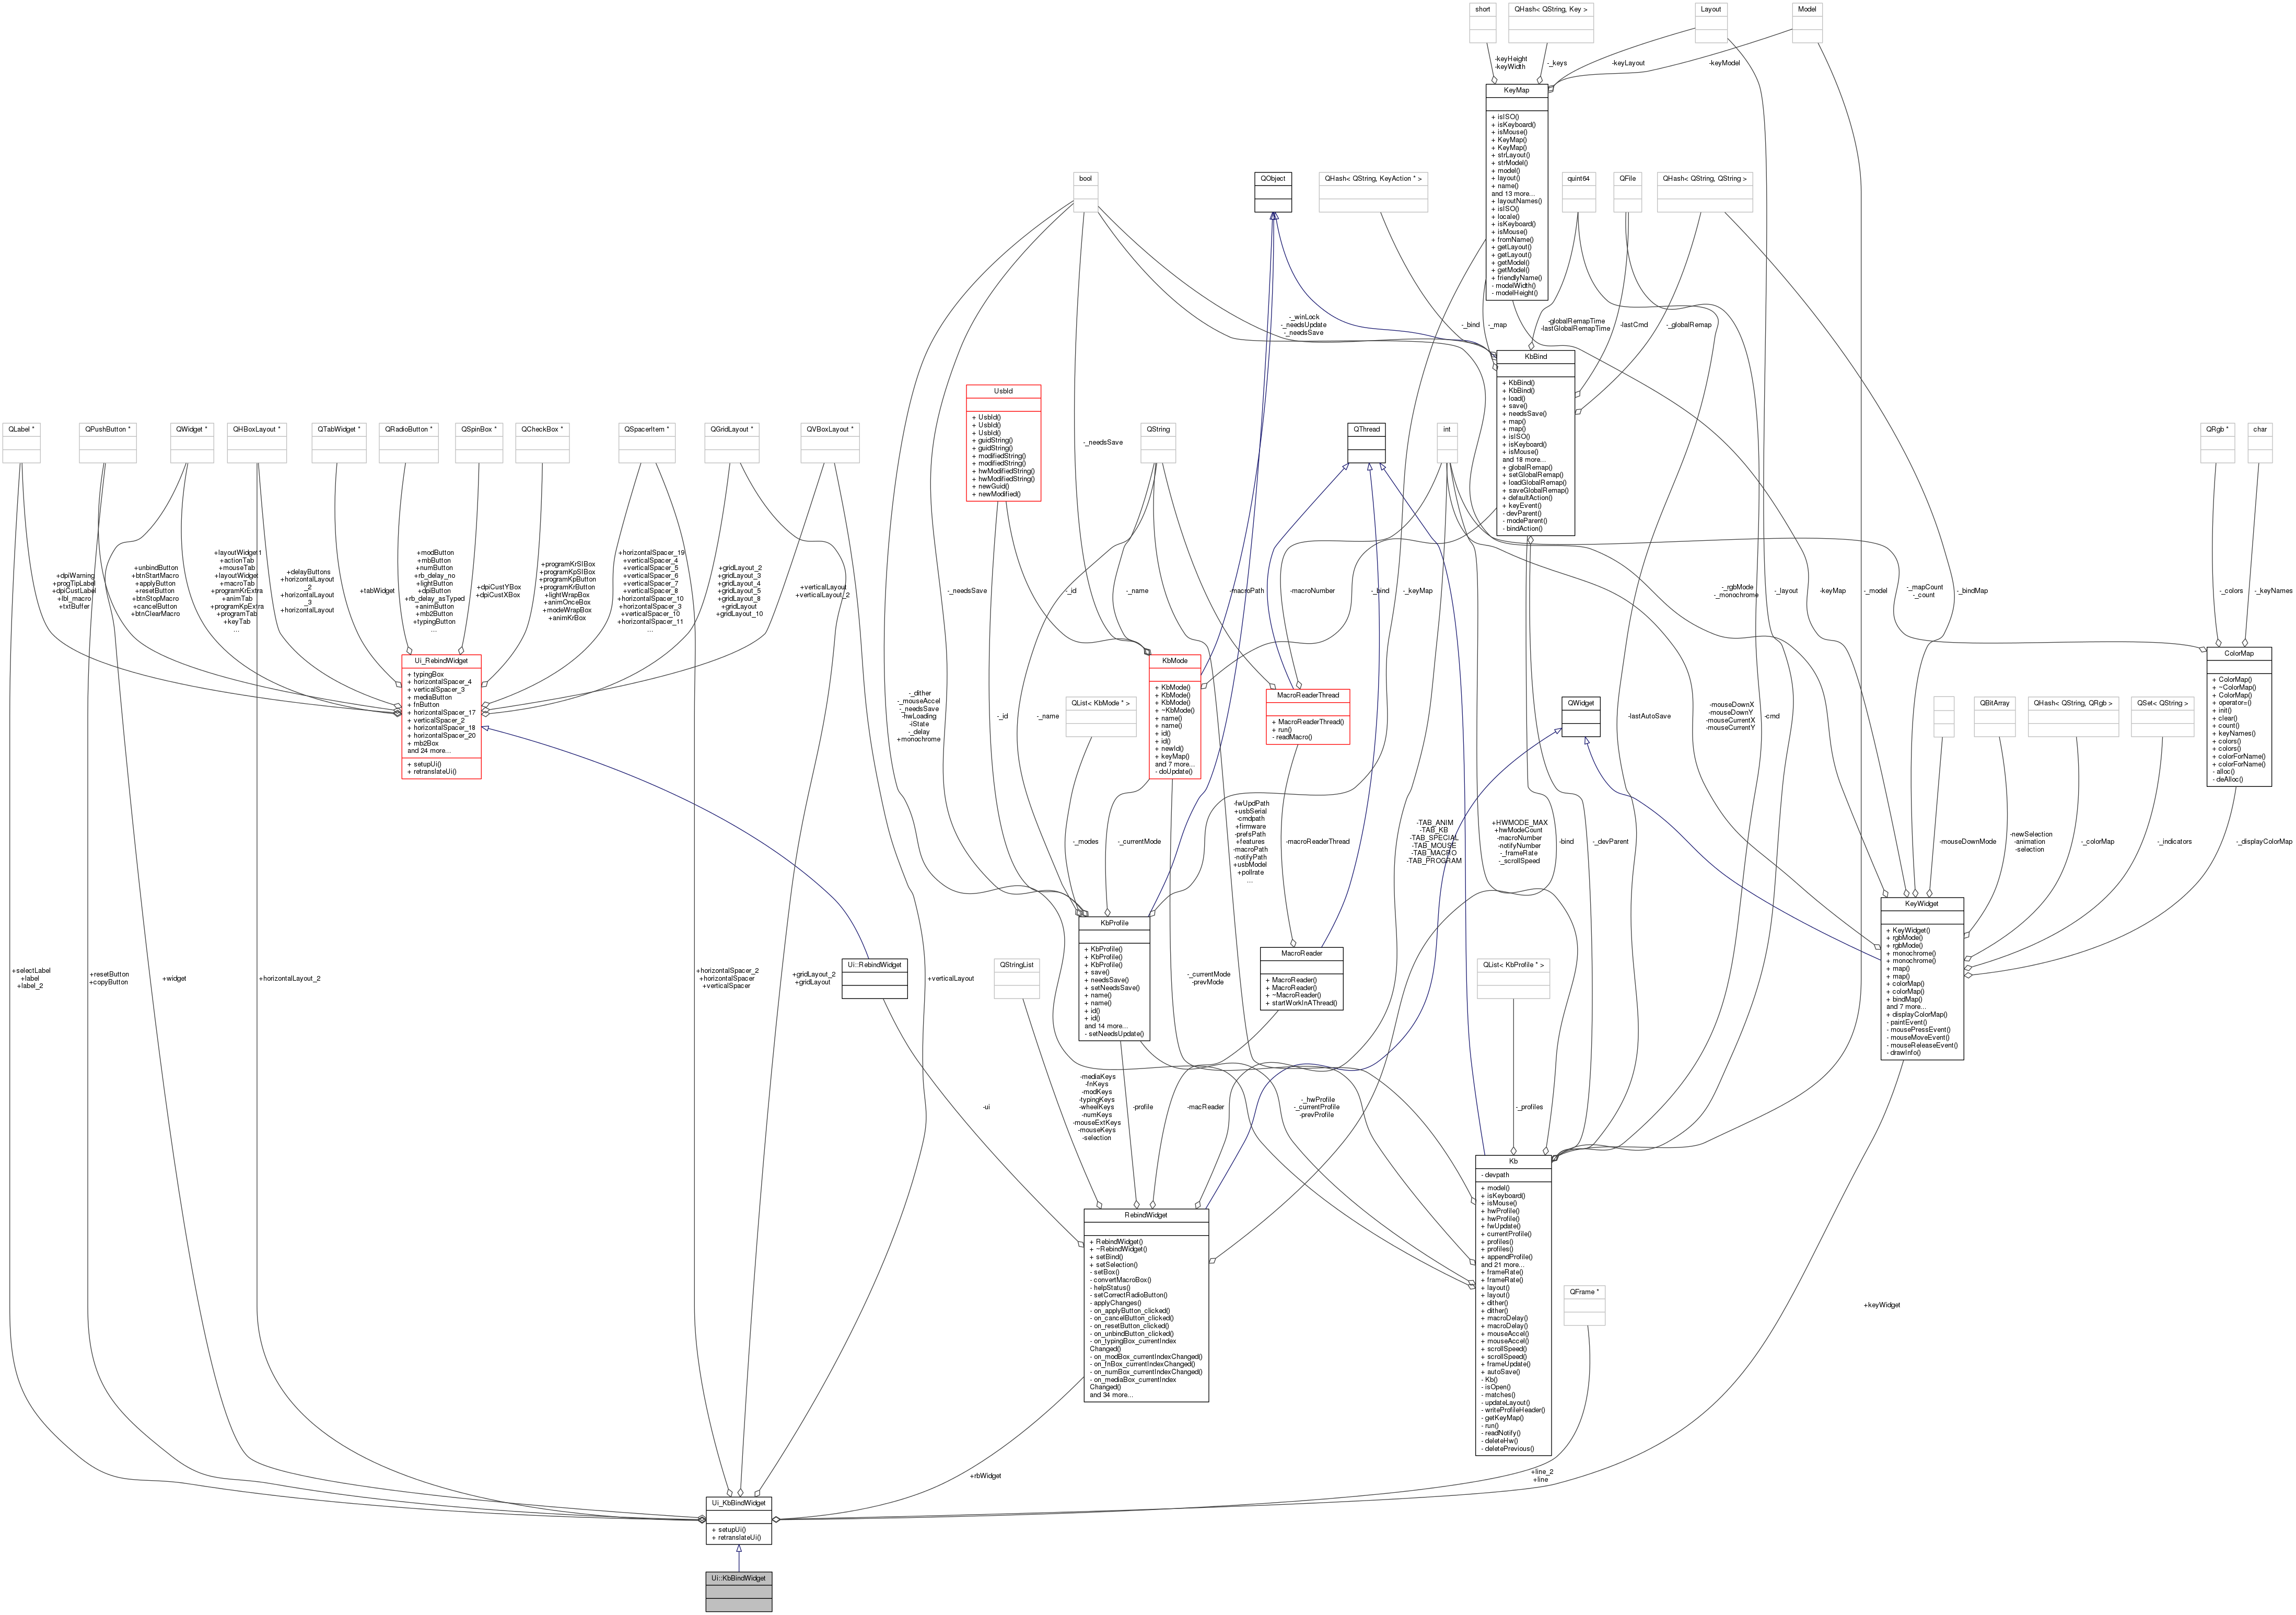 short
QHash< QString, Key >
Layout
Model
-keyHeight
-keyWidth
-_keys
-keyLayout
-keyModel
KeyMap
+ isISO()
+ isKeyboard()
+ isMouse()
+ KeyMap()
+ KeyMap()
+ strLayout()
+ strModel()
+ model()
+ layout()
+ name()
and 13 more...
+ layoutNames()
+ isISO()
+ locale()
+ isKeyboard()
+ isMouse()
+ fromName()
+ getLayout()
+ getLayout()
+ getModel()
+ getModel()
+ friendlyName()
- modelWidth()
- modelHeight()
bool
QObject
QHash< QString, KeyAction * >
quint64
QFile
QHash< QString, QString >
-_winLock
-_needsUpdate
-_needsSave
-_bind
-_map
-globalRemapTime
-lastGlobalRemapTime
-lastCmd
-_globalRemap
KbBind
+ KbBind()
+ KbBind()
+ load()
+ save()
+ needsSave()
+ map()
+ map()
+ isISO()
+ isKeyboard()
+ isMouse()
and 18 more...
+ globalRemap()
+ setGlobalRemap()
+ loadGlobalRemap()
+ saveGlobalRemap()
+ defaultAction()
+ keyEvent()
- devParent()
- modeParent()
- bindAction()
UsbId
+ UsbId()
+ UsbId()
+ UsbId()
+ guidString()
+ guidString()
+ modifiedString()
+ modifiedString()
+ hwModifiedString()
+ hwModifiedString()
+ newGuid()
+ newModified()
-_needsSave
QString
QThread
int
QRgb *
char
QLabel *
QPushButton *
QWidget *
QHBoxLayout *
QTabWidget *
QRadioButton *
QSpinBox *
QCheckBox *
QSpacerItem *
QGridLayout *
QVBoxLayout *
+dpiWarning
+progTipLabel
+dpiCustLabel
+lbl_macro
+txtBuffer
+unbindButton
+btnStartMacro
+applyButton
+resetButton
+btnStopMacro
+cancelButton
+btnClearMacro
+layoutWidget1
+actionTab
+mouseTab
+layoutWidget
+macroTab
+programKrExtra
+animTab
+programKpExtra
+programTab
+keyTab
...
+delayButtons
+horizontalLayout
_2
+horizontalLayout
_3
+horizontalLayout
+tabWidget
+modButton
+mbButton
+numButton
+rb_delay_no
+lightButton
+dpiButton
+rb_delay_asTyped
+animButton
+mb2Button
+typingButton
...
+dpiCustYBox
+dpiCustXBox
+programKrSIBox
+programKpSIBox
+programKpButton
+programKrButton
+lightWrapBox
+animOnceBox
+modeWrapBox
+animKrBox
+horizontalSpacer_19
+verticalSpacer_4
+verticalSpacer_5
+verticalSpacer_6
+verticalSpacer_7
+verticalSpacer_8
+horizontalSpacer_10
+horizontalSpacer_3
+verticalSpacer_10
+horizontalSpacer_11
...
+gridLayout_2
+gridLayout_3
+gridLayout_4
+gridLayout_5
+gridLayout_8
+gridLayout
+gridLayout_10
+verticalLayout
+verticalLayout_2
-_needsSave
-_id
-_name
-macroPath
-macroNumber
-_bind
-_keyMap
-_rgbMode
-_monochrome
-_layout
-keyMap
-_model
-_mapCount
-_count
-_bindMap
-_colors
-_keyNames
Ui_RebindWidget
+ typingBox
+ horizontalSpacer_4
+ verticalSpacer_3
+ mediaButton
+ fnButton
+ horizontalSpacer_17
+ verticalSpacer_2
+ horizontalSpacer_18
+ horizontalSpacer_20
+ mb2Box
and 24 more...
+ setupUi()
+ retranslateUi()
-_dither
-_mouseAccel
-_needsSave
-hwLoading
-iState
-_delay
+monochrome
-_id
-_name
QList< KbMode * >
KbMode
+ KbMode()
+ KbMode()
+ KbMode()
+ ~KbMode()
+ name()
+ name()
+ id()
+ id()
+ newId()
+ keyMap()
and 7 more...
- doUpdate()
MacroReaderThread
+ MacroReaderThread()
+ run()
- readMacro()
QWidget
-lastAutoSave
-mouseDownX
-mouseDownY
-mouseCurrentX
-mouseCurrentY
-cmd
QBitArray
QHash< QString, QRgb >
QSet< QString >
ColorMap
+ ColorMap()
+ ~ColorMap()
+ ColorMap()
+ operator=()
+ init()
+ clear()
+ count()
+ keyNames()
+ colors()
+ colors()
+ colorForName()
+ colorForName()
- alloc()
- deAlloc()
-_modes
-_currentMode
-fwUpdPath
+usbSerial
-cmdpath
+firmware
-prefsPath
+features
-macroPath
-notifyPath
+usbModel
+pollrate
...
-macroReaderThread
-TAB_ANIM
-TAB_KB
-TAB_SPECIAL
-TAB_MOUSE
-TAB_MACRO
-TAB_PROGRAM
+HWMODE_MAX
+hwModeCount
-macroNumber
-notifyNumber
-_frameRate
-_scrollSpeed
-bind
-_devParent
-mouseDownMode
-newSelection
-animation
-selection
-_colorMap
-_indicators
-_displayColorMap
KbProfile
+ KbProfile()
+ KbProfile()
+ KbProfile()
+ save()
+ needsSave()
+ setNeedsSave()
+ name()
+ name()
+ id()
+ id()
and 14 more...
- setNeedsUpdate()
KeyWidget
+ KeyWidget()
+ rgbMode()
+ rgbMode()
+ monochrome()
+ monochrome()
+ map()
+ map()
+ colorMap()
+ colorMap()
+ bindMap()
and 7 more...
+ displayColorMap()
- paintEvent()
- mousePressEvent()
- mouseMoveEvent()
- mouseReleaseEvent()
- drawInfo()
MacroReader
+ MacroReader()
+ MacroReader()
+ ~MacroReader()
+ startWorkInAThread()
+selectLabel
+label
+label_2
+resetButton
+copyButton
+widget
+horizontalLayout_2
+horizontalSpacer_2
+horizontalSpacer
+verticalSpacer
+gridLayout_2
+gridLayout
Ui::RebindWidget
+verticalLayout
QStringList
-_currentMode
-prevMode
QList< KbProfile * >
-ui
-mediaKeys
-fnKeys
-modKeys
-typingKeys
-wheelKeys
-numKeys
-mouseExtKeys
-mouseKeys
-selection
-profile
-macReader
-_hwProfile
-_currentProfile
-prevProfile
-_profiles
Kb
- devpath
+ model()
+ isKeyboard()
+ isMouse()
+ hwProfile()
+ hwProfile()
+ fwUpdate()
+ currentProfile()
+ profiles()
+ profiles()
+ appendProfile()
and 21 more...
+ frameRate()
+ frameRate()
+ layout()
+ layout()
+ dither()
+ dither()
+ macroDelay()
+ macroDelay()
+ mouseAccel()
+ mouseAccel()
+ scrollSpeed()
+ scrollSpeed()
+ frameUpdate()
+ autoSave()
- Kb()
- isOpen()
- matches()
- updateLayout()
- writeProfileHeader()
- getKeyMap()
- run()
- readNotify()
- deleteHw()
- deletePrevious()
RebindWidget
+ RebindWidget()
+ ~RebindWidget()
+ setBind()
+ setSelection()
- setBox()
- convertMacroBox()
- helpStatus()
- setCorrectRadioButton()
- applyChanges()
- on_applyButton_clicked()
- on_cancelButton_clicked()
- on_resetButton_clicked()
- on_unbindButton_clicked()
- on_typingBox_currentIndex
Changed()
- on_modBox_currentIndexChanged()
- on_fnBox_currentIndexChanged()
- on_numBox_currentIndexChanged()
- on_mediaBox_currentIndex
Changed()
and 34 more...
QFrame *
+keyWidget
+rbWidget
+line_2
+line
Ui_KbBindWidget
+ setupUi()
+ retranslateUi()
Ui::KbBindWidget